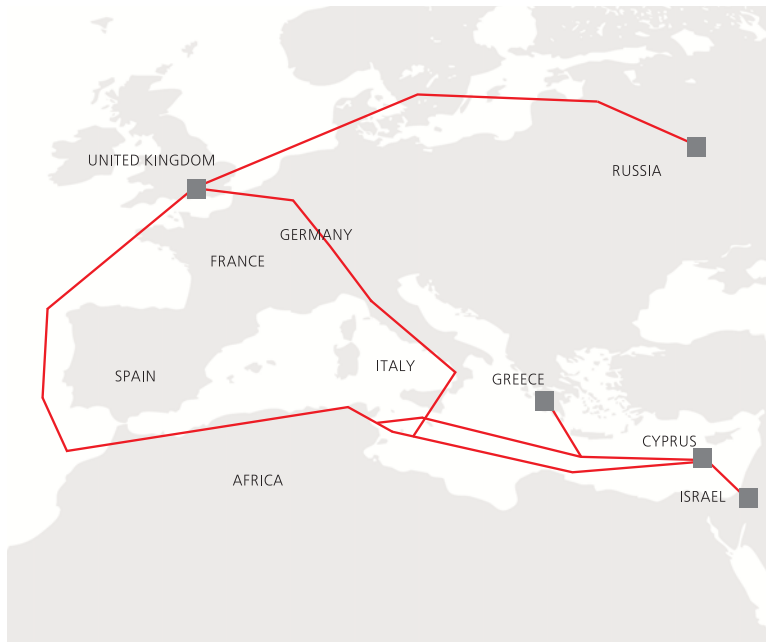 UNITED KINGDOM
RUSSIA
GERMANY
FRANCE
ITALY
SPAIN
GREECE
CYPRUS
AFRICA
ISRAEL